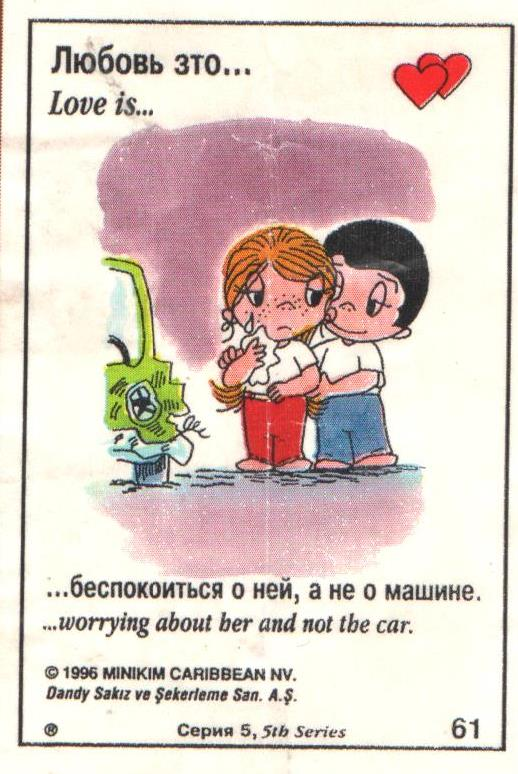 Любовь зто...
Love is...
...беспокоиться о ней, а не о машине.
...worrying about her and not the car.
© 1996 MINIKIM CARIBBEAN NV.
Dandy Sakız ve Şekerleme San. A.Ş.
® Серия 5, 5th Series 61